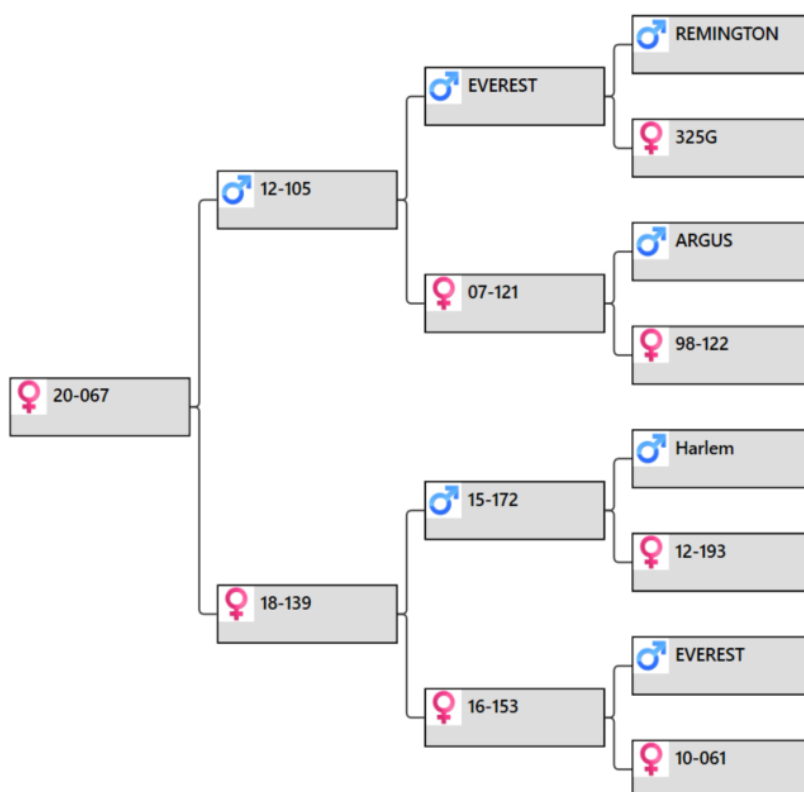 REMINGTON
EVEREST
325G
12-105
ARGUS
07-121
98-122
20-067
Harlem
15-172
12-193
18-139
EVEREST
16-153
10-061